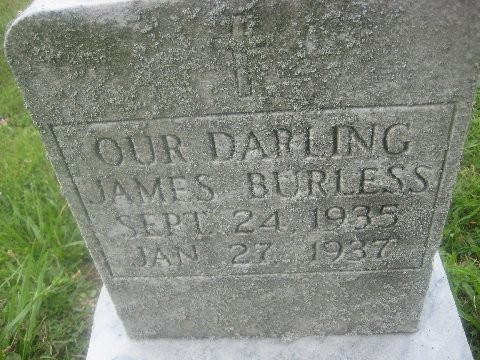 OUR DARLING
JAMES BURLESS
SEPT. 24 1935
JAN 27. 1937